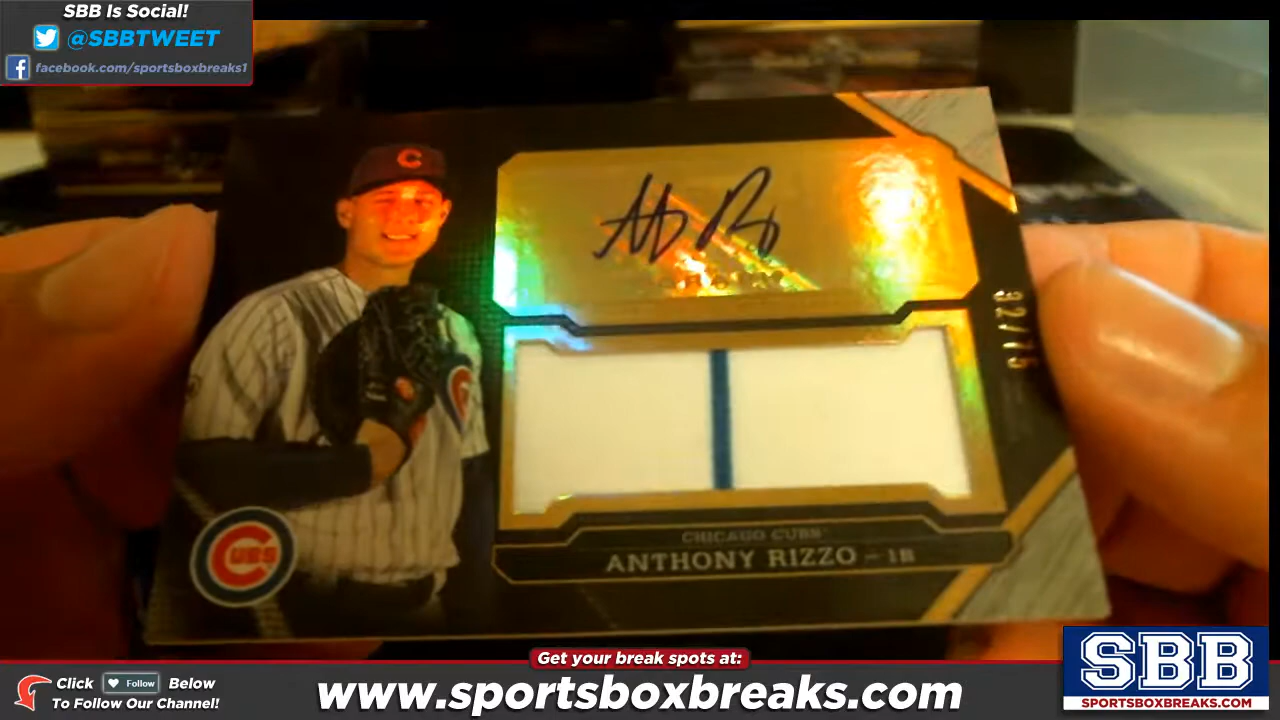 SBB Is Social!
@SBBTWEET
facebook.com/sportsboxbreaks1
C
CUBS
CHICAGO CUBS
ANTHONY RIZZO - 1B
Get your break spots at:
Click Follow Below
To Follow Our Channel!
www.sportsboxbreaks.com
SBB
SPORTSBOXBREAKS.COM